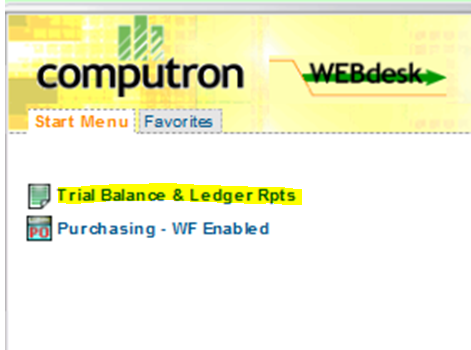 computron
WEBdesk
Start Menu Favorites
Trial Balance & Ledger Rpts
PO Purchasing - WF Enabled